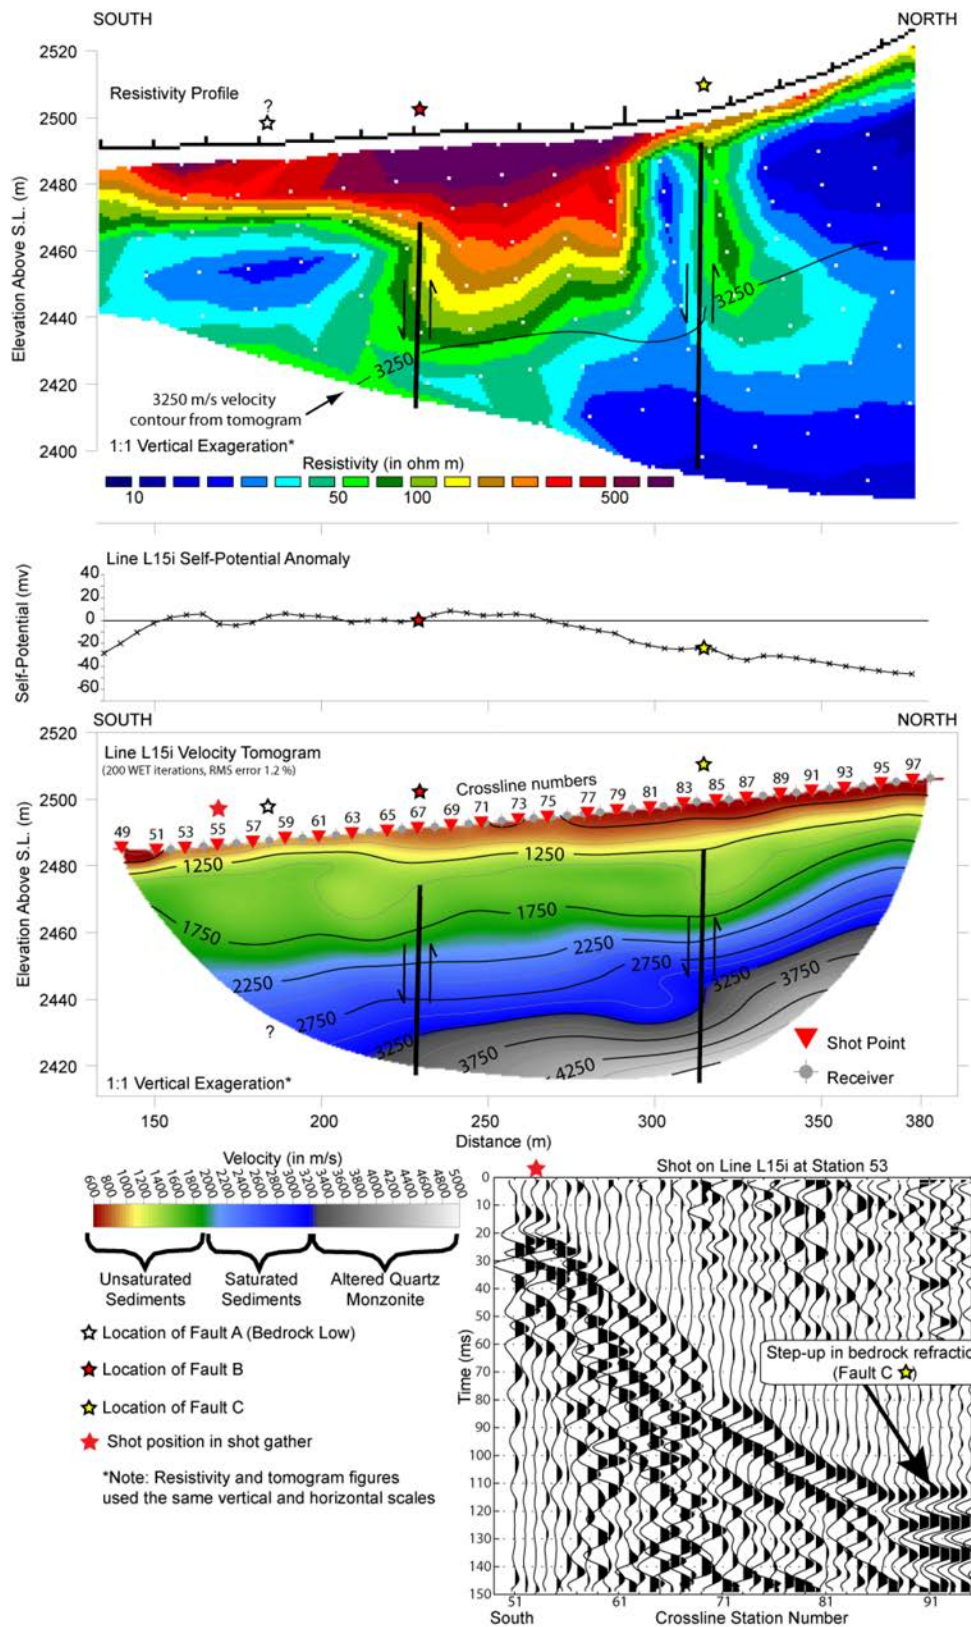 SOUTH
NORTH
2520
2500
2480
2460
2440
2420
2400
Elevation Above S.L. (m)
Resistivity Profile
?
3250
3250
3250 m/s velocity
contour from tomogram
1:1 Vertical Exageration*
Resistivity (in ohm m)
10
50
100
500
Line L15i Self-Potential Anomaly
40
20
0
-20
-40
-60
Self-Potential (mv)
SOUTH
NORTH
2520
2500
2480
2460
2440
2420
Elevation Above S.L. (m)
Line L15i Velocity Tomogram
(200 WET iterations, RMS error 1.2 %)
Crossline numbers
49 51 53 55 57 59 61 63 65 67 69 71 73 75 77 79 81 83 85 87 89 91 93 95 97
1250
1250
1750
1750
2250
2250
2750
2750
3250
3250
3750
3750
4250
?
Shot Point
Receiver
1:1 Vertical Exageration*
150 200 250 300 350 380
Distance (m)
Velocity (in m/s)
600 800 1000 1200 1400 1600 1800 2000 2200 2400 2600 2800 3000 3200 3400 3600 3800 4000 4200 4400 4600 4800 5000
Unsaturated
Sediments
Saturated
Sediments
Altered Quartz
Monzonite
Location of Fault A (Bedrock Low)
Location of Fault B
Location of Fault C
Shot position in shot gather
*Note: Resistivity and tomogram figures
used the same vertical and horizontal scales
Shot on Line L15i at Station 53
0
10
20
30
40
50
60
70
80
90
100
110
120
130
140
150
Time (ms)
Step-up in bedrock refractio
(Fault C )
51 61 71 81 91
South
Crossline Station Number